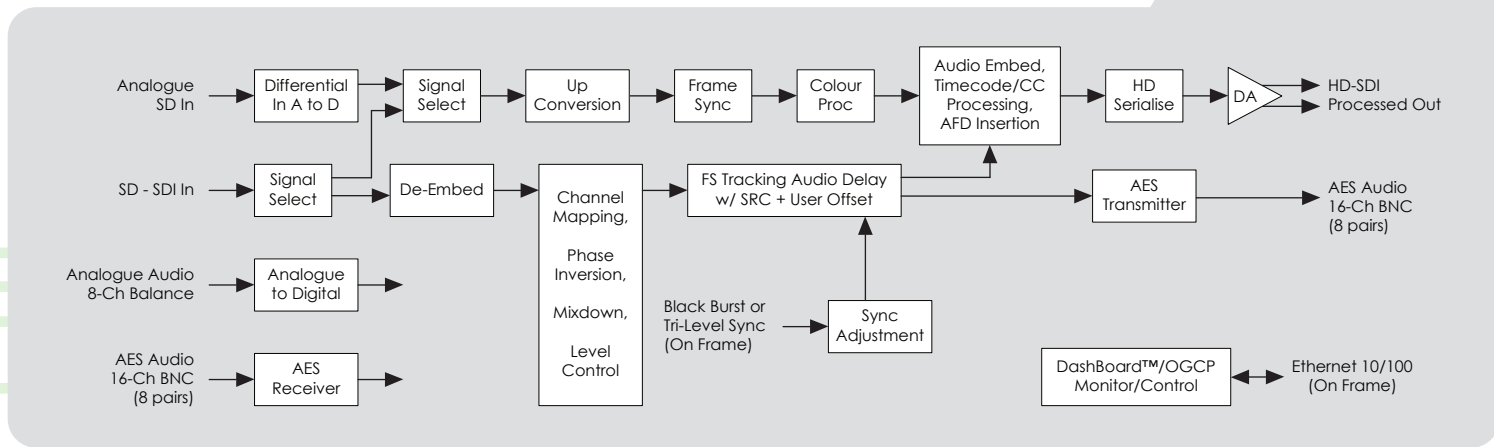 Analogue
SD In
Differential
In A to D
Signal
Select
Up
Conversion
Frame
Sync
Colour
Proc
Audio Embed,
Timecode/CC
Processing,
AFD Insertion
HD
Serialise
DA
HD-SDI
Processed Out
SD - SDI In
Signal
Select
De-Embed
Channel
Mapping,
Phase
Inversion,
Mixdown,
Level
Control
FS Tracking Audio Delay
w/ SRC + User Offset
AES
Transmitter
AES Audio
16-Ch BNC
(8 pairs)
Analogue Audio
8-Ch Balance
Analogue
to Digital
Black Burst or
Tri-Level Sync
(On Frame)
Sync
Adjustment
AES Audio
16-Ch BNC
(8 pairs)
AES
Receiver
DashBoard™/OGCP
Monitor/Control
Ethernet 10/100
(On Frame)